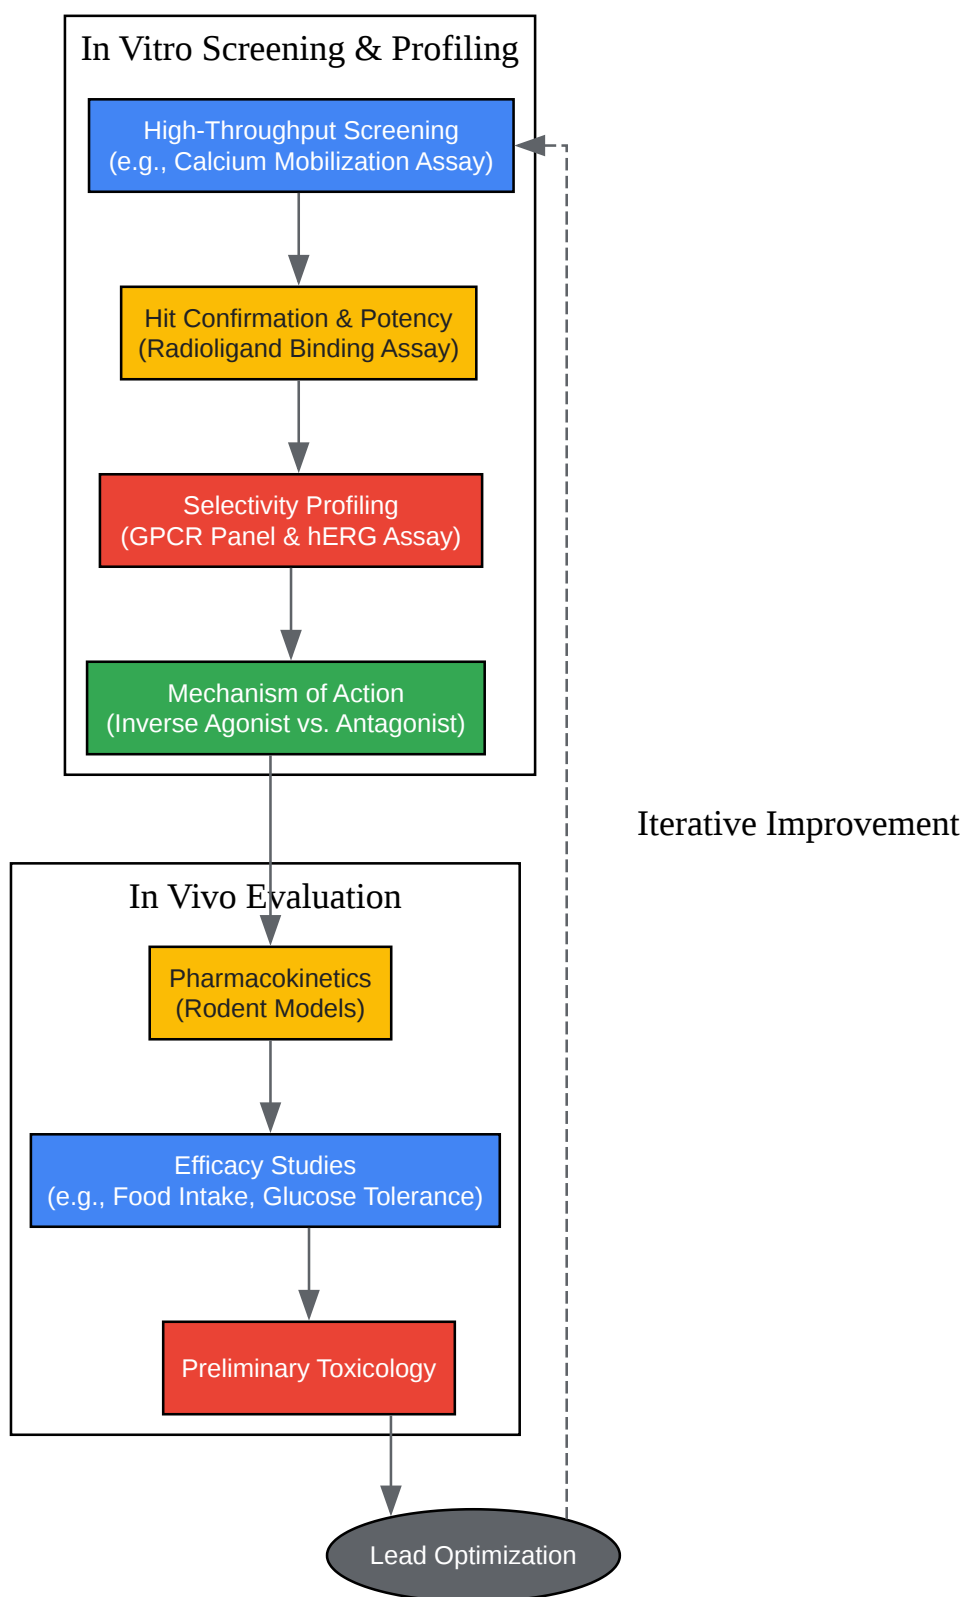 In Vitro Screening & Profiling
High-Throughput Screening
(e.g., Calcium Mobilization Assay)
Hit Confirmation & Potency
(Radioligand Binding Assay)
Selectivity Profiling
(GPCR Panel & hERG Assay)
Mechanism of Action
(Inverse Agonist vs. Antagonist)
Iterative Improvement
In Vivo Evaluation
Pharmacokinetics
(Rodent Models)
Efficacy Studies
(e.g., Food Intake, Glucose Tolerance)
Preliminary Toxicology
Lead Optimization